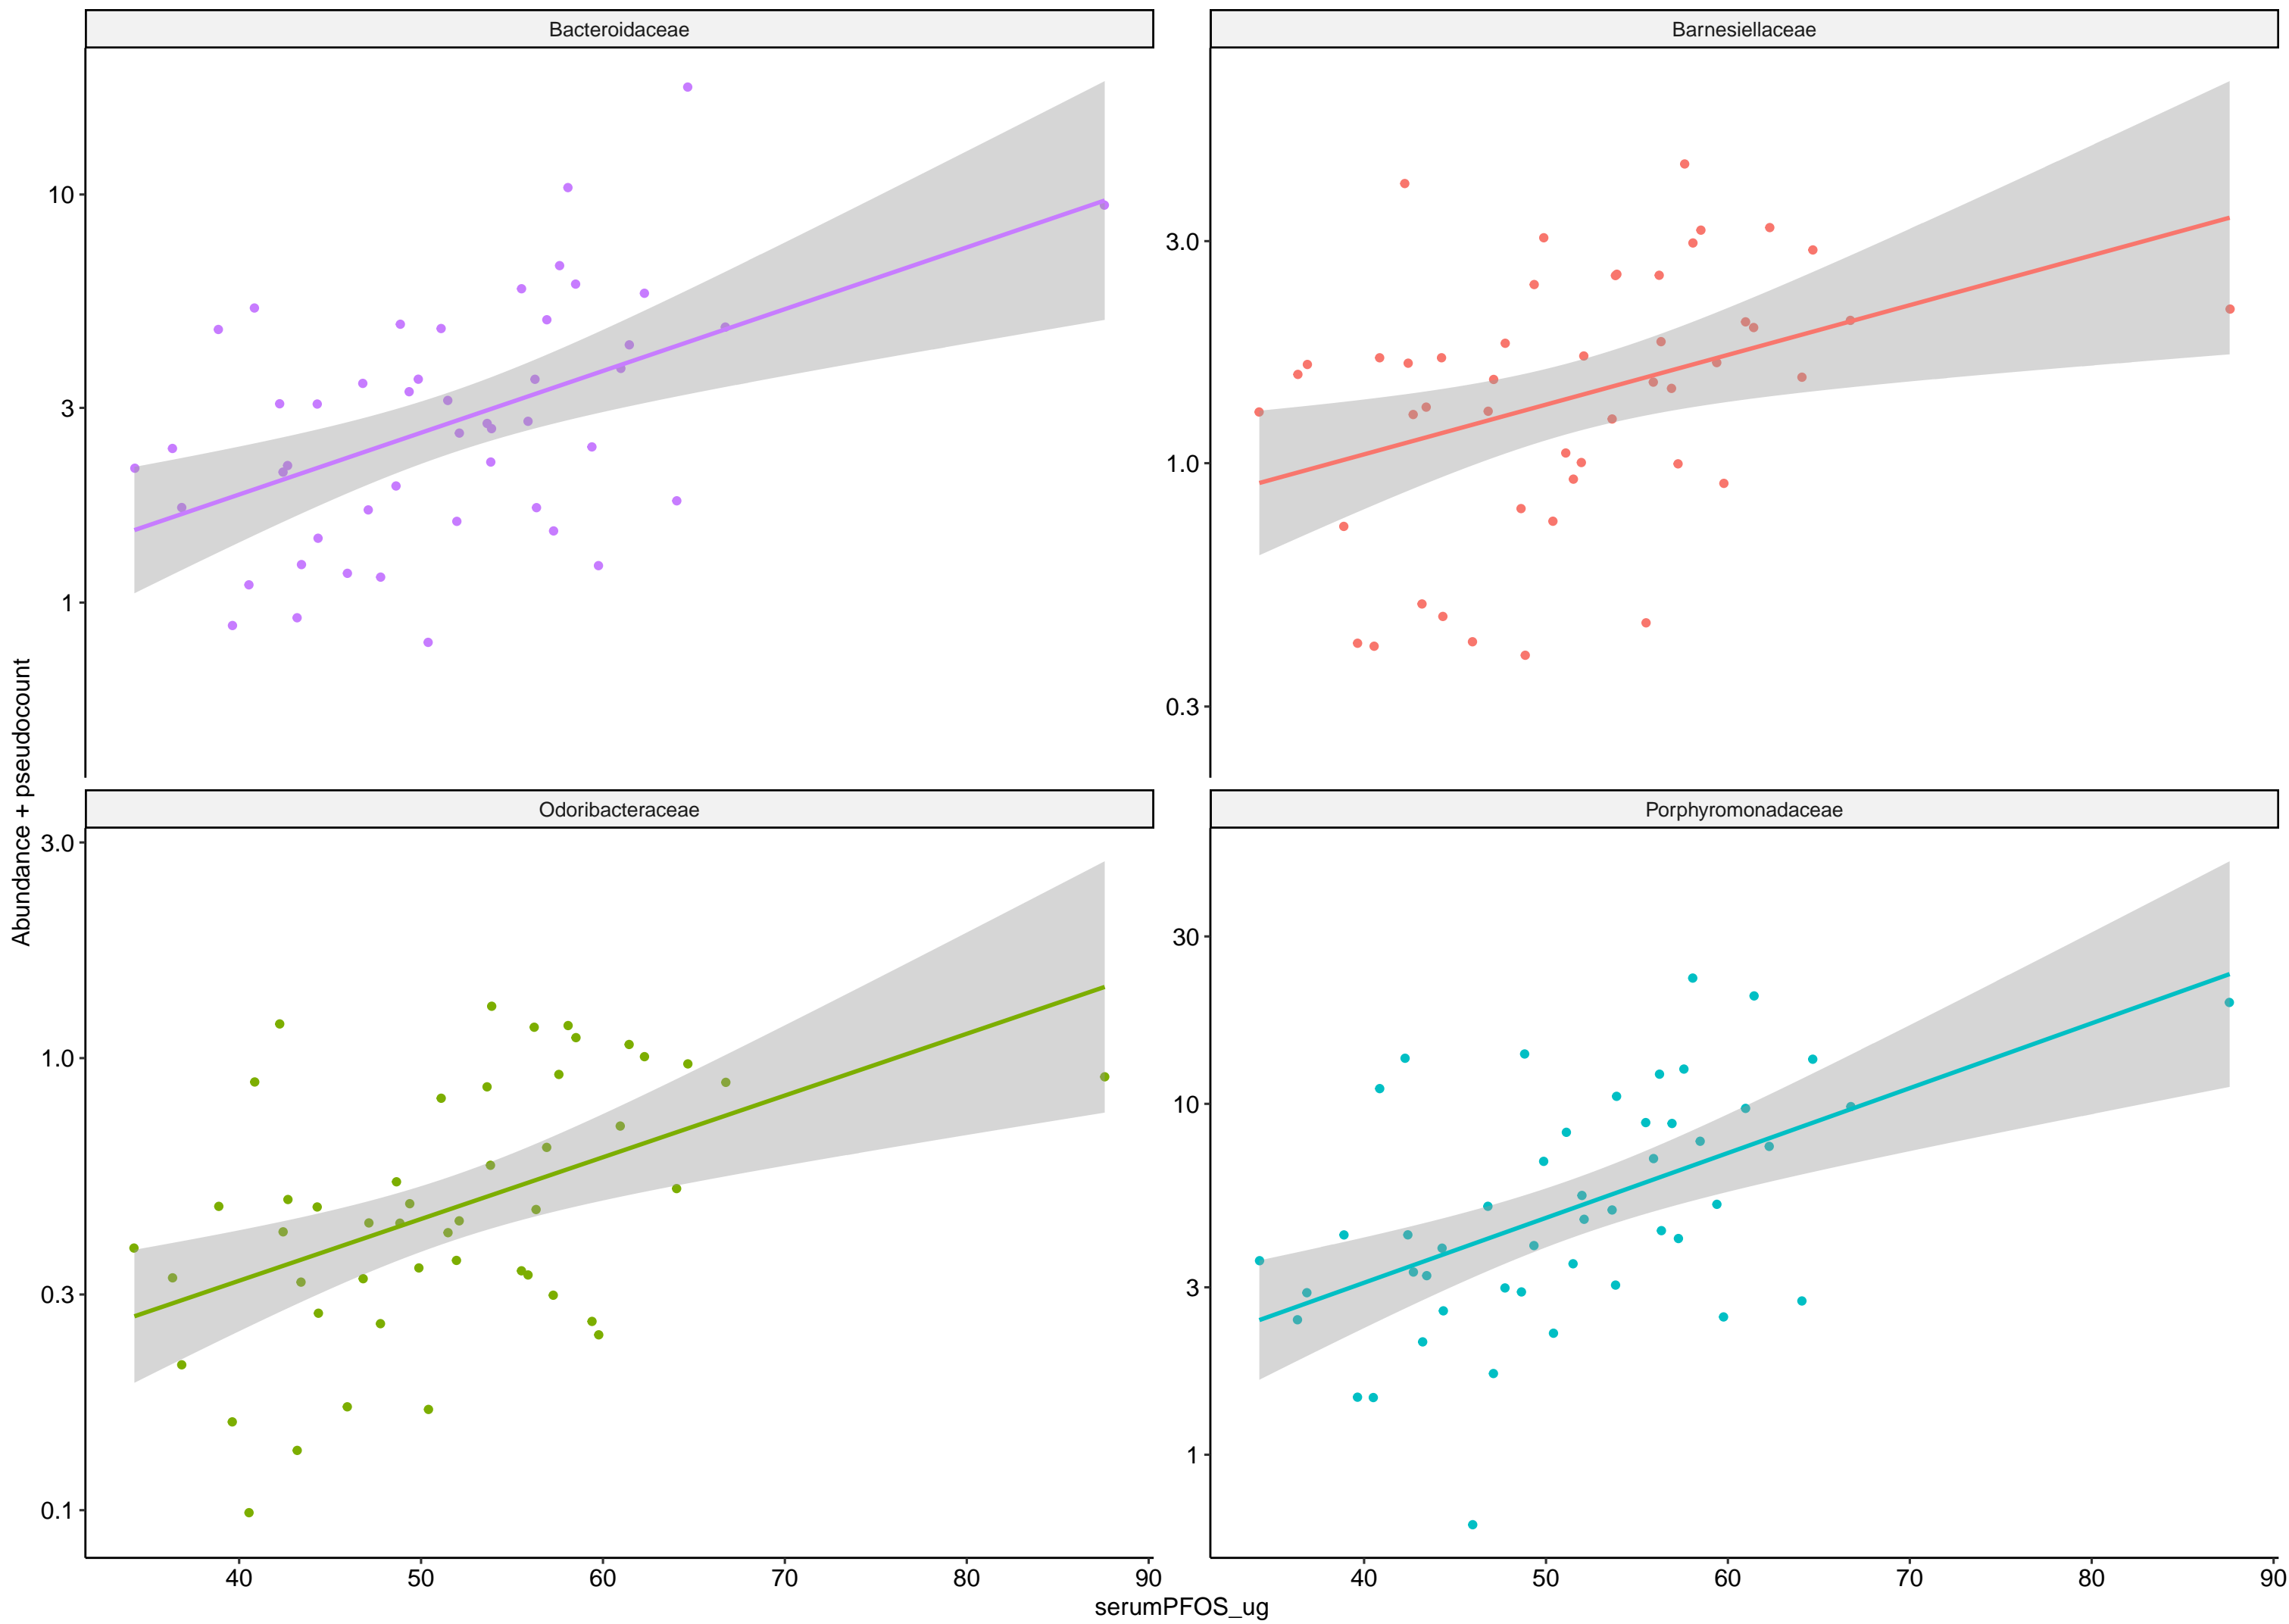 Bacteroidaceae
Barnesiellaceae
10
3
1
3.0
1.0
0.3
Abundance + pseudocount
Odoribacteraceae
Porphyromonadaceae
3.0
1.0
0.3
0.1
30
10
3
1
40 50 60 70 80 90
40 50 60 70 80 90
serumPFOS_ug